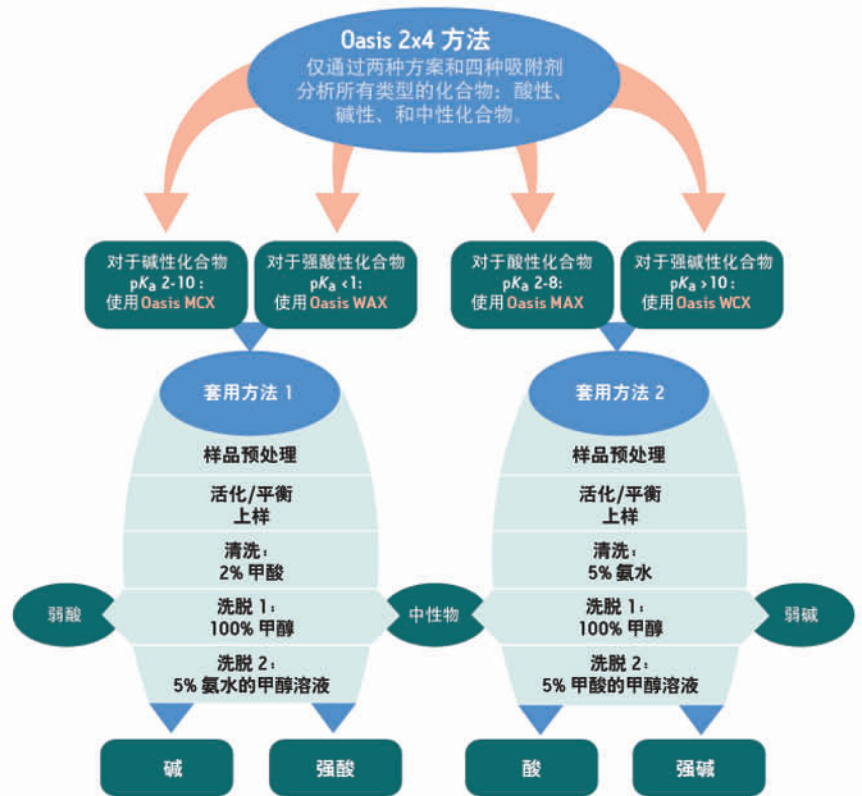 Oasis 2x4 方法
仅通过两种方案和四种吸附剂
分析所有类型的化合物：酸性、
碱性、和中性化合物。
对于碱性化合物
pKa 2-10：
使用 Oasis MCX
对于强酸性化合物
pKa <1：
使用 Oasis WAX
对于酸性化合物
pKa 2-8：
使用 Oasis MAX
对于强碱性化合物
pKa >10：
使用 Oasis WCX
套用方法 1
样品预处理
活化/平衡
上样
清洗：
2% 甲酸
弱酸
洗脱 1：
100% 甲醇
中性物
洗脱 2：
5% 氨水的甲醇溶液
碱
强酸
套用方法 2
样品预处理
活化/平衡
上样
清洗：
5% 氨水
洗脱 1：
100% 甲醇
弱碱
洗脱 2：
5% 甲酸的甲醇溶液
酸
强碱